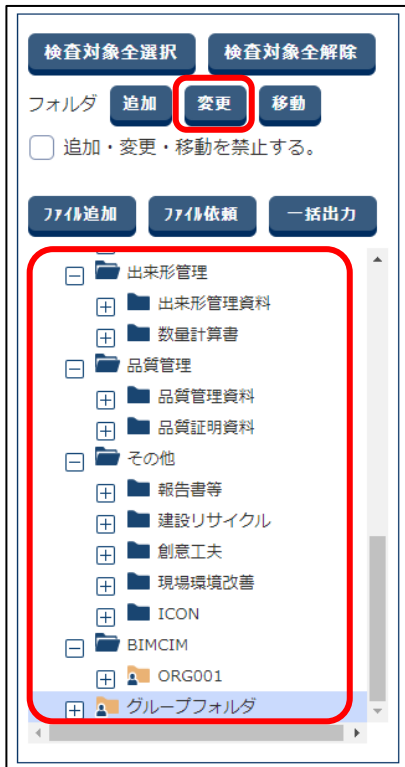 検査対象全選択 検査対象全解除
フォルダ 追加 変更 移動
追加・変更・移動を禁止する。
ﾌｧｲﾙ追加 ﾌｧｲﾙ依頼 一括出力
出来形管理
出来形管理資料
数量計算書
品質管理
品質管理資料
品質証明資料
その他
報告書等
建設リサイクル
創意工夫
現場環境改善
ICON
BIMCIM
ORG001
グループフォルダ